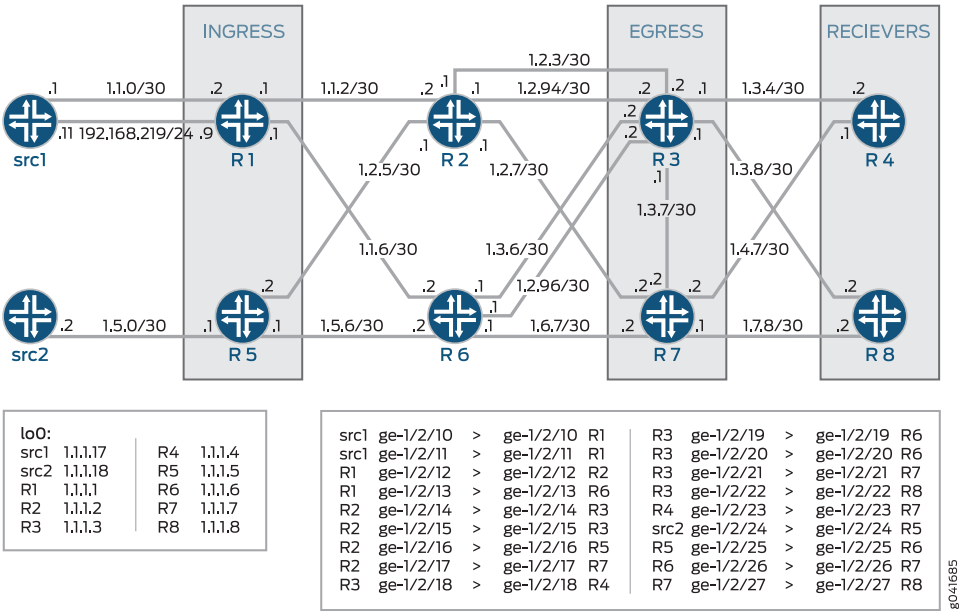 INGRESS EGRESS RECIEVERS
1.2.3/30
.1 1.1.0/30 .2 .1 1.1.2/30 .2 .1 .1 1.2.94/30 .2 .2 .1 1.3.4/30 .2
.11 192.168.219/24 .9 .1 .2 .2 .1 .1
src1 R 1 .1 R 2 .1 R 3 R 4
1.2.5/30 1.2.7/30 .1 1.3.8/30
1.3.7/30
1.1.6/30 1.3.6/30 1.4.7/30
.2 .2 .1 1.2.96/30 .2 .2 .2 .2
.1
.2 1.5.0/30 .1 .1 1.5.6/30 .2 .1 1.6.7/30 .2 .1 1.7.8/30 .2
src2 R 5 R 6 R 7 R 8
lo0:
src1 1.1.1.17 R4 1.1.1.4
src2 1.1.1.18 R5 1.1.1.5
R1 1.1.1.1 R6 1.1.1.6
R2 1.1.1.2 R7 1.1.1.7
R3 1.1.1.3 R8 1.1.1.8
src1 ge-1/2/10 > ge-1/2/10 R1 R3 ge-1/2/19 > ge-1/2/19 R6
src1 ge-1/2/11 > ge-1/2/11 R1 R3 ge-1/2/20 > ge-1/2/20 R6
R1 ge-1/2/12 > ge-1/2/12 R2 R3 ge-1/2/21 > ge-1/2/21 R7
R1 ge-1/2/13 > ge-1/2/13 R6 R3 ge-1/2/22 > ge-1/2/22 R8
R2 ge-1/2/14 > ge-1/2/14 R3 R4 ge-1/2/23 > ge-1/2/23 R7
R2 ge-1/2/15 > ge-1/2/15 R3 src2 ge-1/2/24 > ge-1/2/24 R5
R2 ge-1/2/16 > ge-1/2/16 R5 R5 ge-1/2/25 > ge-1/2/25 R6
R2 ge-1/2/17 > ge-1/2/17 R7 R6 ge-1/2/26 > ge-1/2/26 R7
R3 ge-1/2/18 > ge-1/2/18 R4 R7 ge-1/2/27 > ge-1/2/27 R8
g041685